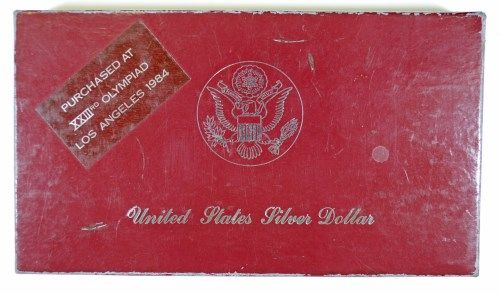 PURCHASED AT
XXIIIRD OLYMPIAD
LOS ANGELES 1984
United States Silver Dollar